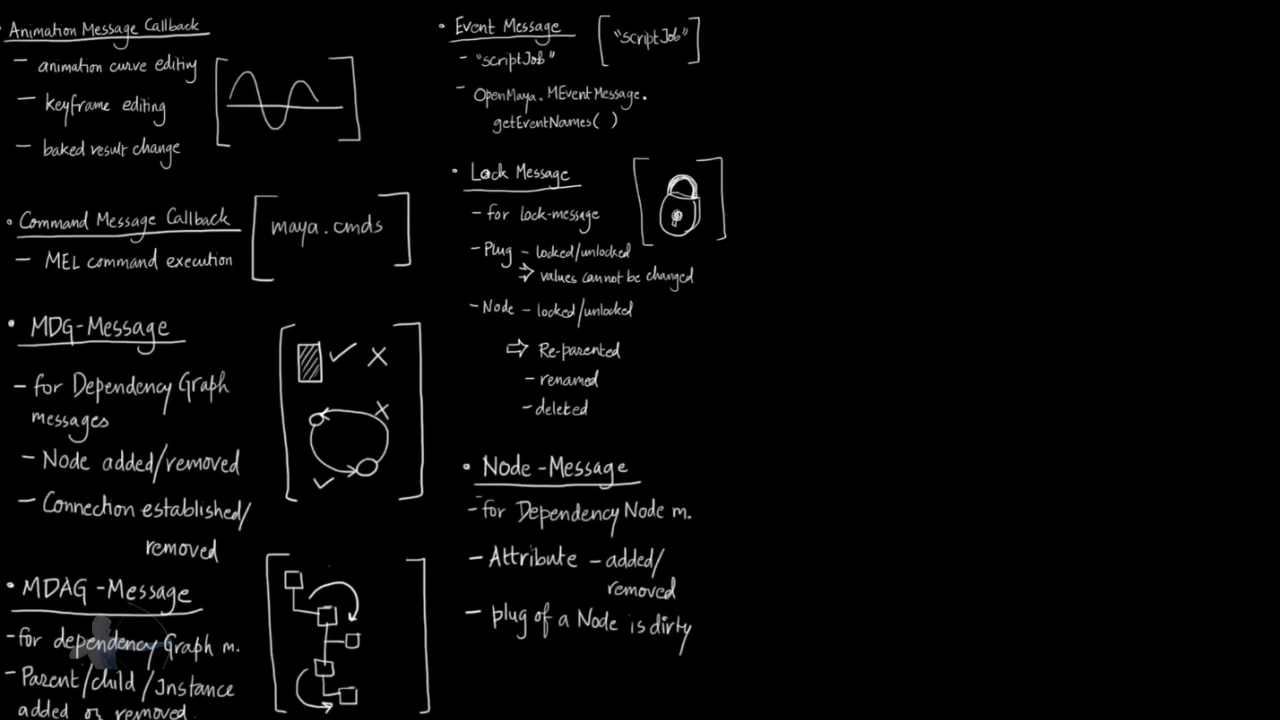 • Animation Message Callback
- animation curve editing
- keyframe editing
- baked result change
• Command Message Callback
- MEL command execution
maya.cmds
• MDG-Message
- for Dependency Graph
messages
- Node added/removed
- Connection established/
removed
• MDAG-Message
- for dependency Graph m.
- Parent/child/Instance
added or removed
• Event Message
- "scriptJob"
- OpenMaya.MEventMessage.
getEventNames( )
"scriptJob"
• Lock Message
- for lock-message
- Plug - locked/unlocked
⇒ values cannot be changed
- Node - locked/unlocked
⇒ Re-parented
- renamed
- deleted
• Node-Message
- for Dependency Node m.
- Attribute - added/
removed
- plug of a Node is dirty